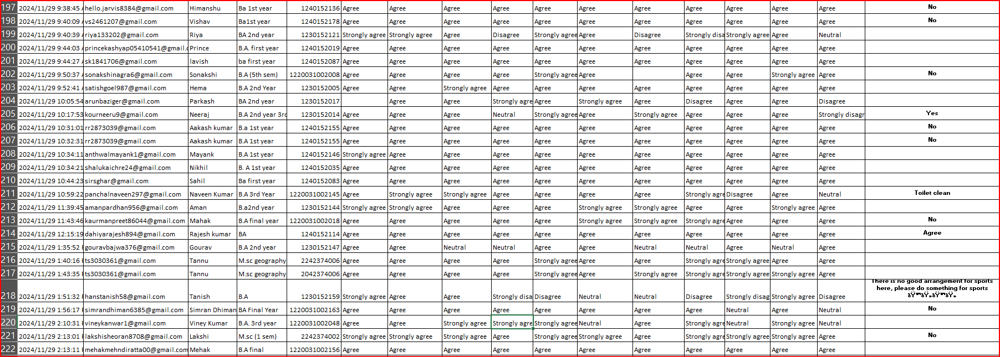 197 2024/11/29 9:38:45 hello.jarvis8384@gmail.com Himanshu Ba 1st year 1240152136 Agree Agree Agree Agree Agree Agree Agree Agree Agree Agree Agree No
198 2024/11/29 9:40:09 vs2461207@gmail.com Vishav Ba1st year 1240152178 Agree Agree Agree Agree Agree Agree Agree Agree Agree Agree Agree No
199 2024/11/29 9:40:39 riya133202@gmail.com Riya BA 2nd year 1230152121 Strongly agree Strongly agree Agree Disagree Strongly agree Agree Disagree Strongly disa Strongly agree Agree Neutral
200 2024/11/29 9:44:03 princekashyap05410541@gmail.c Prince B.A. first year 1240152019 Agree Agree Agree Agree Agree Agree Agree Agree Agree Agree Agree
201 2024/11/29 9:44:27 sk1841706@gmail.com lavish ba first year 1240152087 Agree Agree Agree Agree Agree Agree Agree Agree Agree Agree Agree
202 2024/11/29 9:50:37 sonakshinagra6@gmail.com Sonakshi B.A (5th sem) 1220031002008 Agree Agree Agree Agree Strongly agree Agree Agree Agree Strongly agree Agree No
203 2024/11/29 9:52:41 satishgoel987@gmail.com Hema B.A 2nd Year 1230152005 Agree Agree Strongly agree Agree Agree Agree Agree Agree Agree Agree Agree
204 2024/11/29 10:05:54 arunbaziger@gmail.com Parkash BA 2nd year 1230152017 Agree Agree Strongly agre Agree Strongly agree Agree Disagree Agree Agree Disagree
205 2024/11/29 10:17:53 kourneeru9@gmail.com Neeraj B.A 2nd year 3rd 1230152014 Agree Agree Agree Neutral Strongly agree Agree Strongly agree Agree Agree Agree Strongly disagr Yes
206 2024/11/29 10:31:01 rr2873039@gmail.com Aakash kumar B.a 1st year 1240152155 Agree Agree Agree Agree Agree Agree Agree Agree Agree Agree Agree No
207 2024/11/29 10:32:31 rr2873039@gmail.com Aakash kumar B.A 1st year 1240152155 Agree Agree Agree Agree Agree Agree Agree Agree Agree Agree Agree No
208 2024/11/29 10:34:11 anthwalmayank1@gmail.com Mayank B.A 1st year 1240152146 Strongly agree Agree Agree Agree Agree Agree Agree Agree Agree Agree Agree
209 2024/11/29 10:34:21 shalukaichre24@gmail.com Nikhil B. A 1st year 1240152035 Agree Agree Agree Agree Agree Agree Agree Agree Agree Agree Agree
210 2024/11/29 10:44:23 sirsghar@gmail.com Sahil Ba first year 1240152083 Agree Agree Agree Agree Agree Agree Agree Agree Agree Agree Agree
211 2024/11/29 10:59:22 panchalnaveen297@gmail.com Naveen Kumar B.A 3rd Year 1220031002145 Agree Strongly agree Strongly agree Agree Agree Agree Agree Strongly agre Disagree Agree Neutral Toilet clean
212 2024/11/29 11:39:45 amanpardhan956@gmail.com Aman B.a2nd year 1230152144 Strongly agree Strongly agree Agree Agree Agree Strongly agree Strongly agree Agree Agree Strongly agree Agree
213 2024/11/29 11:43:46 kaurmanpreet86044@gmail.com Mahak B.A final year 1220031002018 Agree Agree Agree Agree Agree Strongly agree Strongly agree Strongly agre Agree Agree Agree No
214 2024/11/29 12:15:19 dahiyarajesh894@gmail.com Rajesh kumar BA 1240152114 Agree Agree Agree Agree Agree Agree Agree Agree Agree Agree Agree Agree
215 2024/11/29 1:35:52 gouravbajwa376@gmail.com Gourav B.A 2nd year 1230152147 Agree Agree Neutral Neutral Agree Agree Neutral Neutral Agree Neutral Agree
216 2024/11/29 1:40:16 ts3030361@gmail.com Tannu M.sc geography 2242374006 Agree Agree Agree Agree Strongly agree Agree Agree Strongly agre Strongly agree Agree Agree
217 2024/11/29 1:43:35 ts3030361@gmail.com Tannu M.sc geography 2042374006 Agree Agree Agree Agree Strongly agree Agree Strongly agree Strongly agre Strongly agree Strongly agree Agree
There is no good arrangement for sports
here, please do something for sports
218 2024/11/29 1:51:32 hanstanish58@gmail.com Tanish B.A 1230152159 Strongly agree Agree Agree Strongly disa Disagree Neutral Neutral Disagree Strongly disag Strongly agree Disagree
219 2024/11/29 1:56:17 simrandhiman6385@gmail.com Simran Dhiman BA Final Year 1220031002163 Agree Agree Agree Agree Agree Agree Agree Agree Neutral Agree Neutral No
220 2024/11/29 2:10:31 vineykanwar1@gmail.com Viney Kumar B.A. 3rd year 1220031002048 Agree Agree Strongly agree Strongly agre Strongly agree Neutral Agree Strongly agre Neutral Strongly agree Neutral
221 2024/11/29 2:13:01 lakshisheoran8708@gmail.com Lakshi M.sc (1 sem) 2242374002 Strongly agree Strongly agree Strongly agree Agree Strongly agree Strongly agree Agree Strongly agre Strongly agree Strongly agree Agree No
222 2024/11/29 2:13:11 mehakmehndiratta00@gmail.com Mehak B.A final 1220031002156 Agree Agree Agree Agree Agree Agree Agree Agree Agree Agree Agree